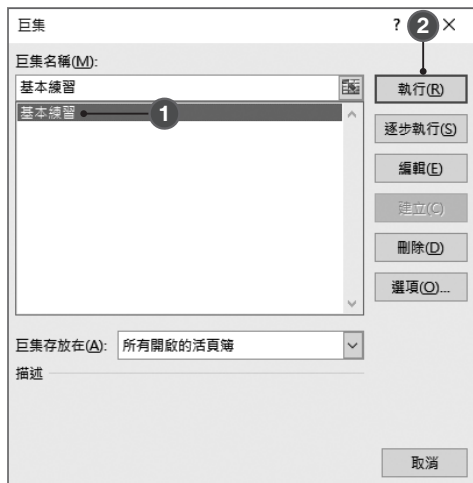 巨集
?
2
×
巨集名稱(M):
基本練習
執行(R)
基本練習
1
逐步執行(S)
編輯(E)
建立(C)
刪除(D)
選項(O)...
巨集存放在(A): 所有開啟的活頁簿
描述
取消